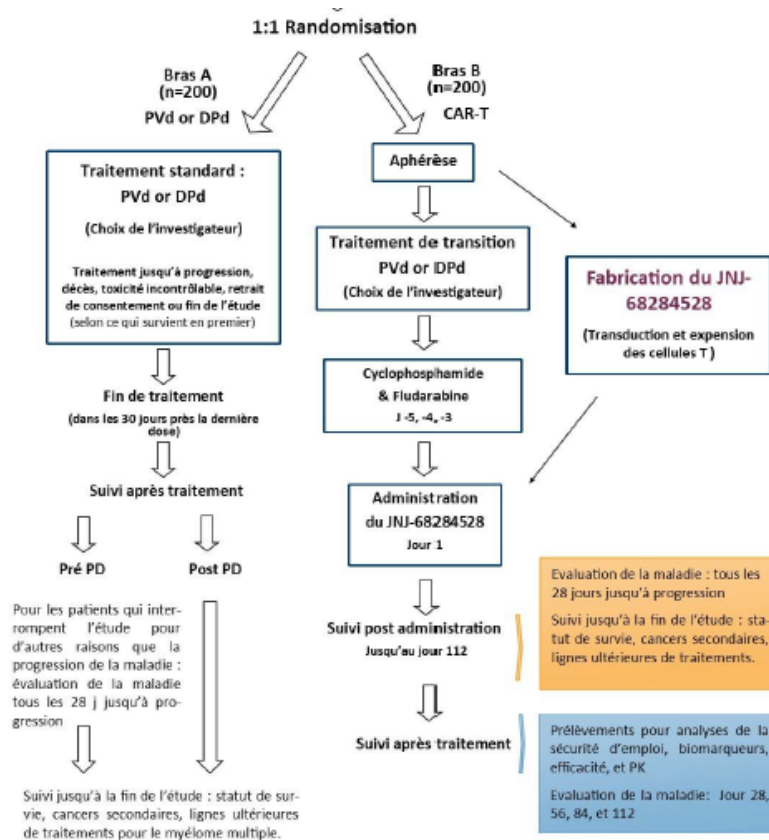 1:1 Randomisation
Bras A
(n=200)
PVd or DPd
Bras B
(n=200)
CAR-T
Traitement standard :
PVd or DPd
(Choix de l'investigateur)
Traitement jusqu'à progression,
décès, toxicité incontrôlable, retrait
de consentement ou fin de l'étude
(selon ce qui survient en premier)
Fin de traitement
(dans les 30 jours près la dernière
dose)
Suivi après traitement
Pré PD
Post PD
Pour les patients qui inter-
rompent l'étude pour
d'autres raisons que la
progression de la maladie :
évaluation de la maladie
tous les 28 j jusqu'à pro-
gression
Suivi jusqu'à la fin de l'étude : statut de sur-
vie, cancers secondaires, lignes ultérieures
de traitements pour le myélome multiple.
Aphérèse
Traitement de transition
PVd or DPd
(Choix de l'investigateur)
Cyclophosphamide
& Fludarabine
J -5, -4, -3
Administration
du JNJ-68284528
Jour 1
Suivi post administration
Jusqu'au jour 112
Suivi après traitement
Fabrication du JNJ-
68284528
(Transduction et expension
des cellules T )
Evaluation de la maladie : tous les
28 jours jusqu'à progression
Suivi jusqu'à la fin de l'étude : sta-
tut de survie, cancers secondaires,
lignes ultérieures de traitements.
Prélèvements pour analyses de la
sécurité d'emploi, biomarqueurs,
efficacité, et PK
Evaluation de la maladie: Jour 28,
56, 84, et 112